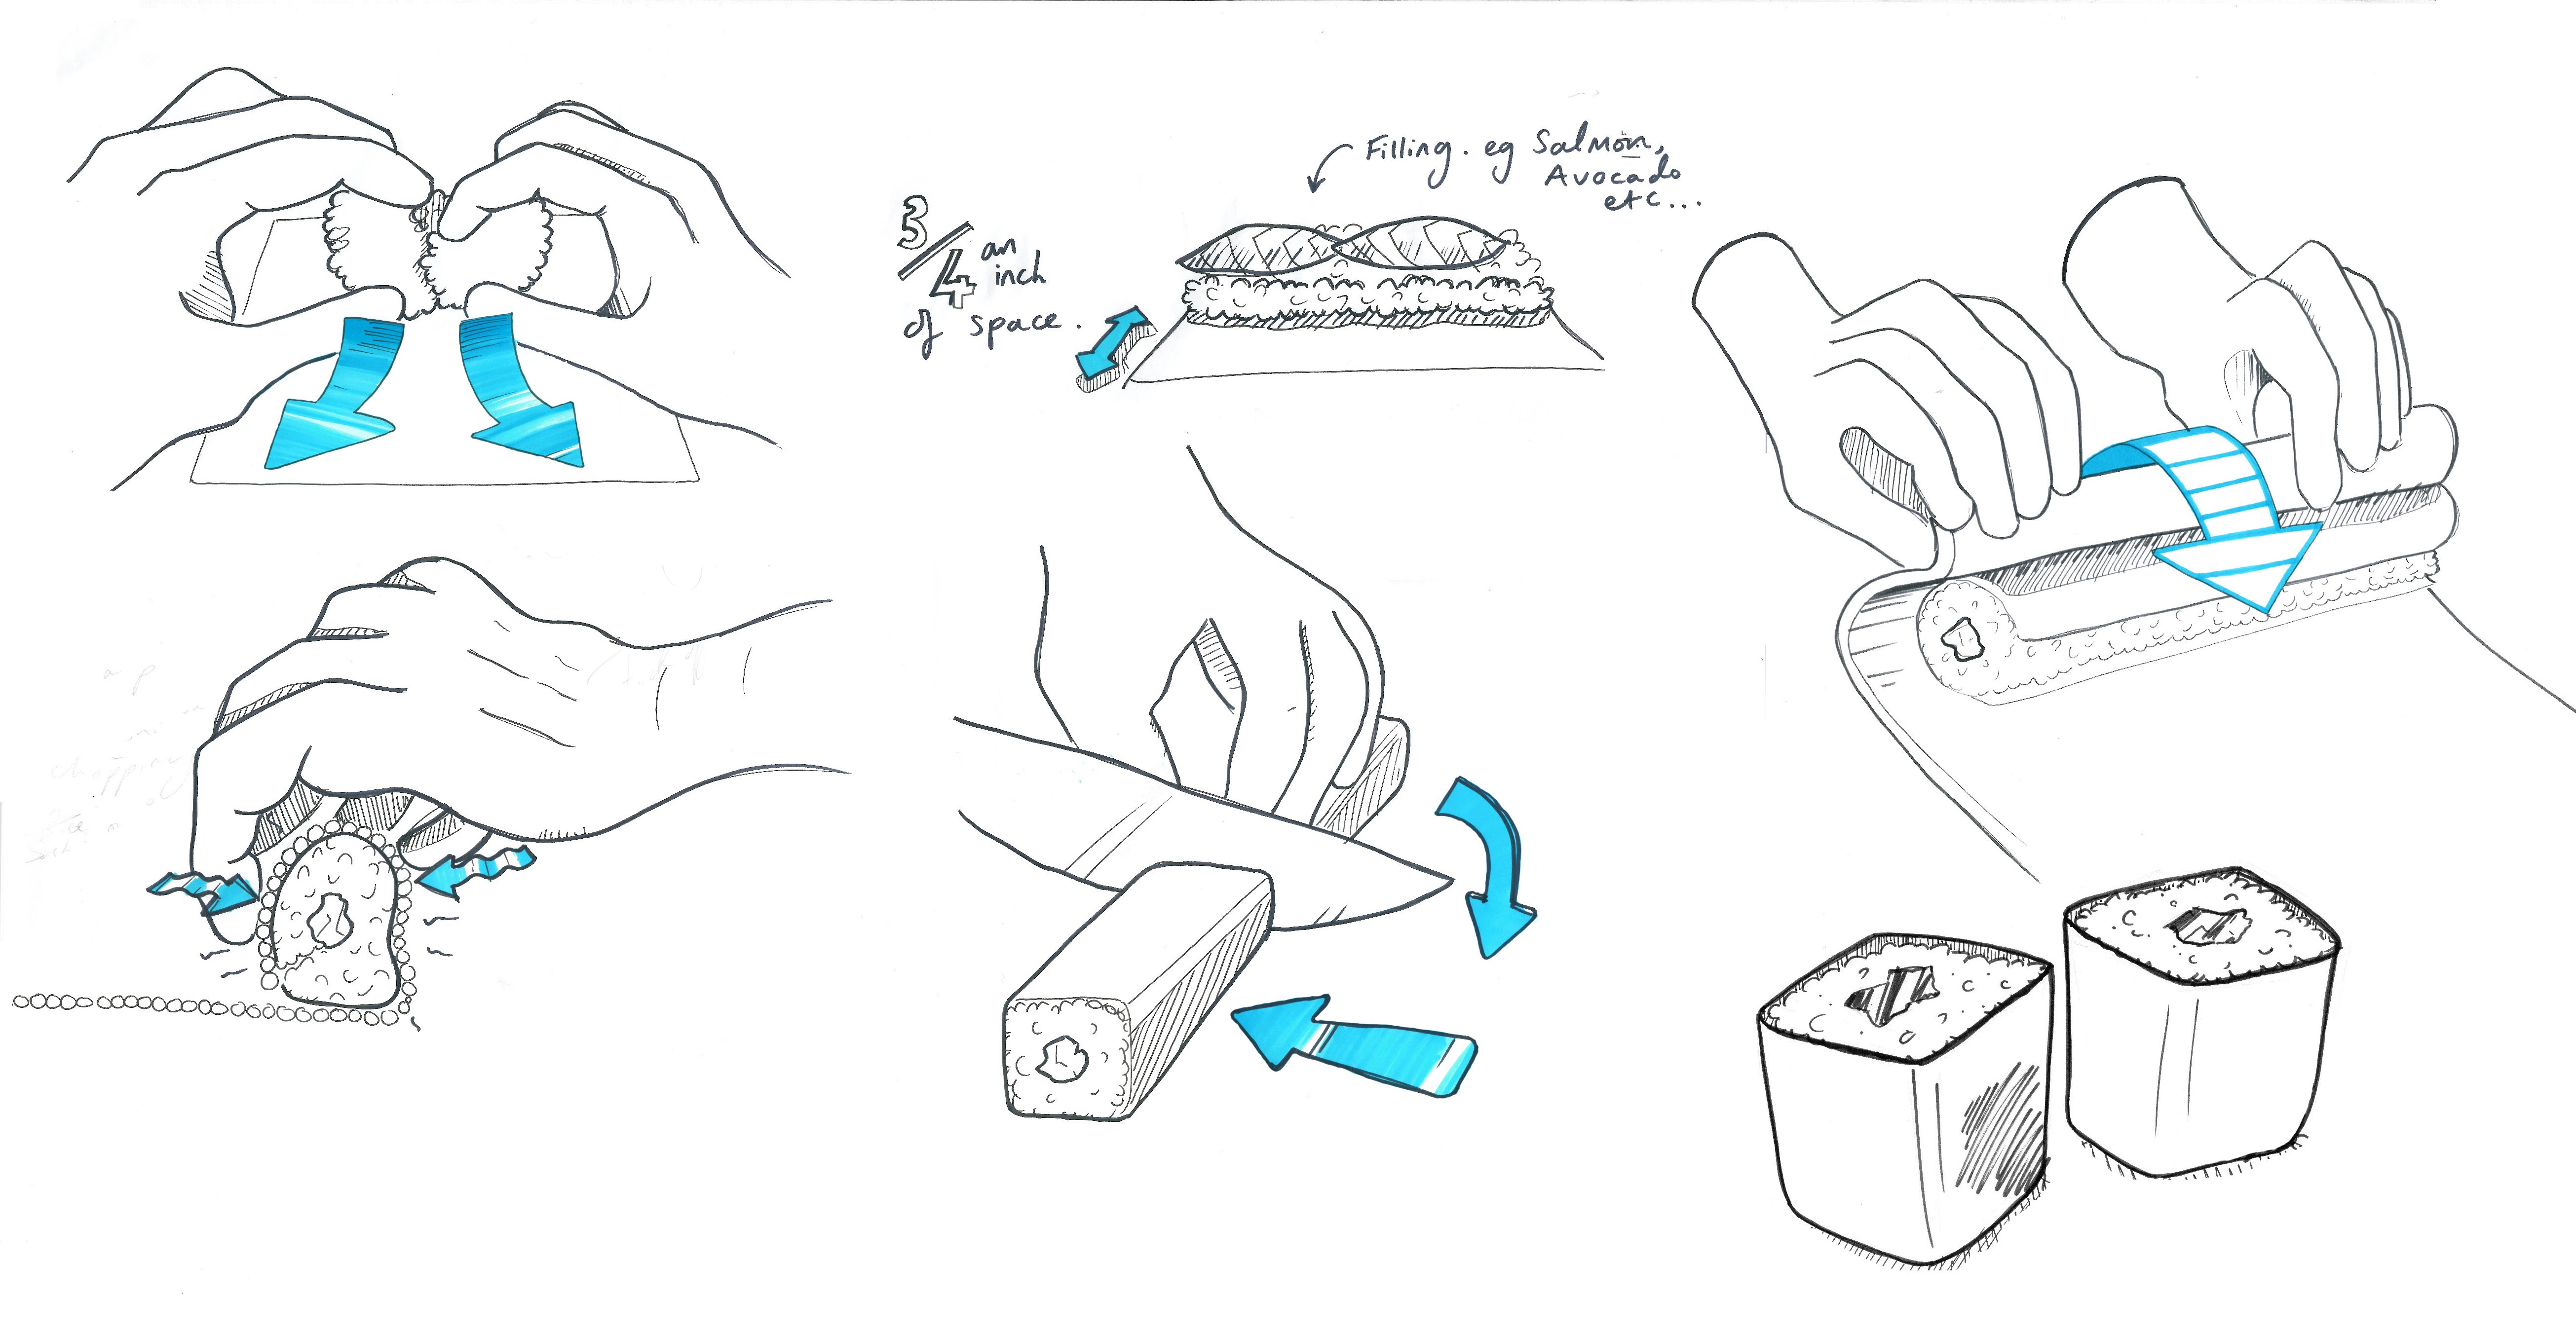 Filling. eg Salmon,
Avocado
etc...
3/4 an
inch
of space.